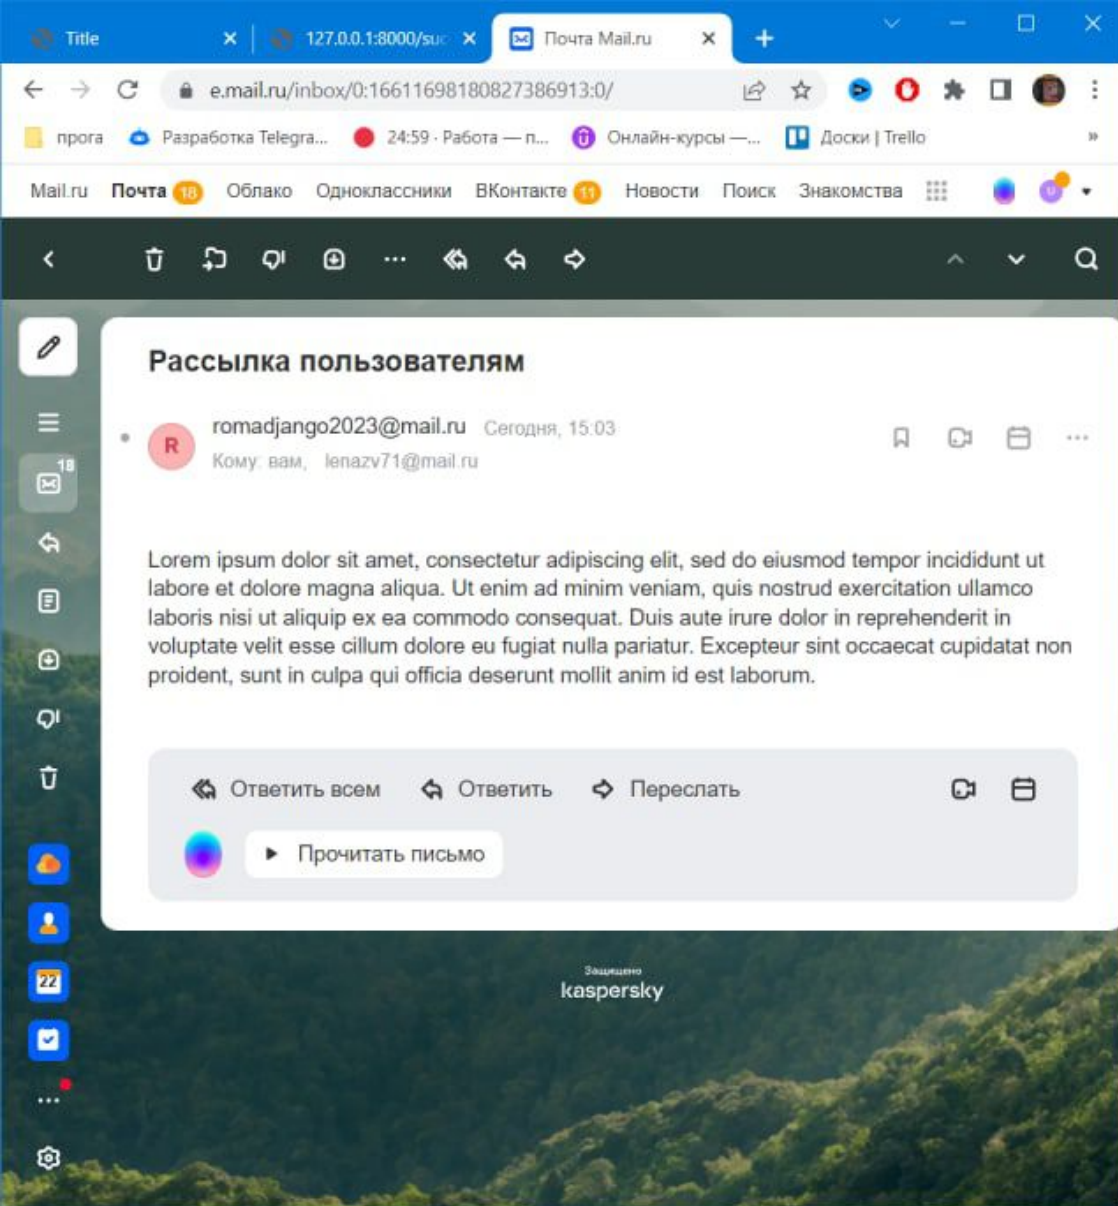 Title
127.0.0.1:8000/suc
Почта Mail.ru
e.mail.ru/inbox/0:16611698180827386913:0/
прога
Разработка Telegra...
24:59 · Работа — п...
Онлайн-курсы —...
Доски | Trello
»
Mail.ru Почта 18 Облако Одноклассники ВКонтакте 11 Новости Поиск Знакомства
Рассылка пользователям
R
romadjango2023@mail.ru Сегодня, 15:03
Кому: вам, lenazv71@mail.ru
18
Lorem ipsum dolor sit amet, consectetur adipiscing elit, sed do eiusmod tempor incididunt ut
labore et dolore magna aliqua. Ut enim ad minim veniam, quis nostrud exercitation ullamco
laboris nisi ut aliquip ex ea commodo consequat. Duis aute irure dolor in reprehenderit in
voluptate velit esse cillum dolore eu fugiat nulla pariatur. Excepteur sint occaecat cupidatat non
proident, sunt in culpa qui officia deserunt mollit anim id est laborum.
Ответить всем Ответить Переслать
Прочитать письмо
22
Защищено
kaspersky